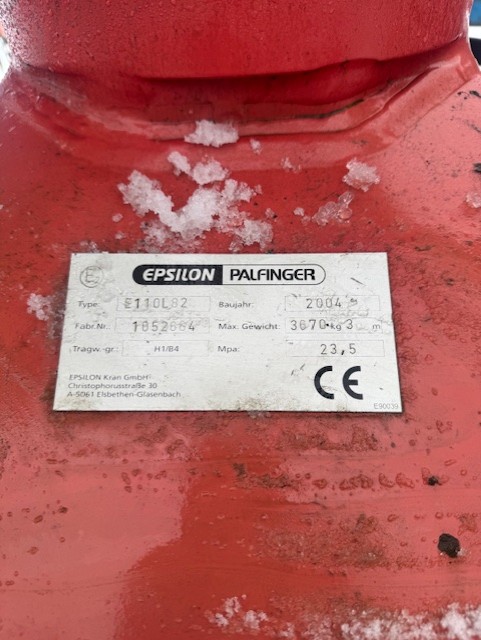 E EPSILON PALFINGER
Type: E110L82 Baujahr: 2004
Fabr.Nr. 1052664 Max. Gewicht: 3670 kg 3 m
Tragw.-gr.: H1/B4 Mpa: 23,5
EPSILON Kran GmbH
Christophorusstraße 30
A-5061 Elsbethen-Glasenbach
CE
E90039